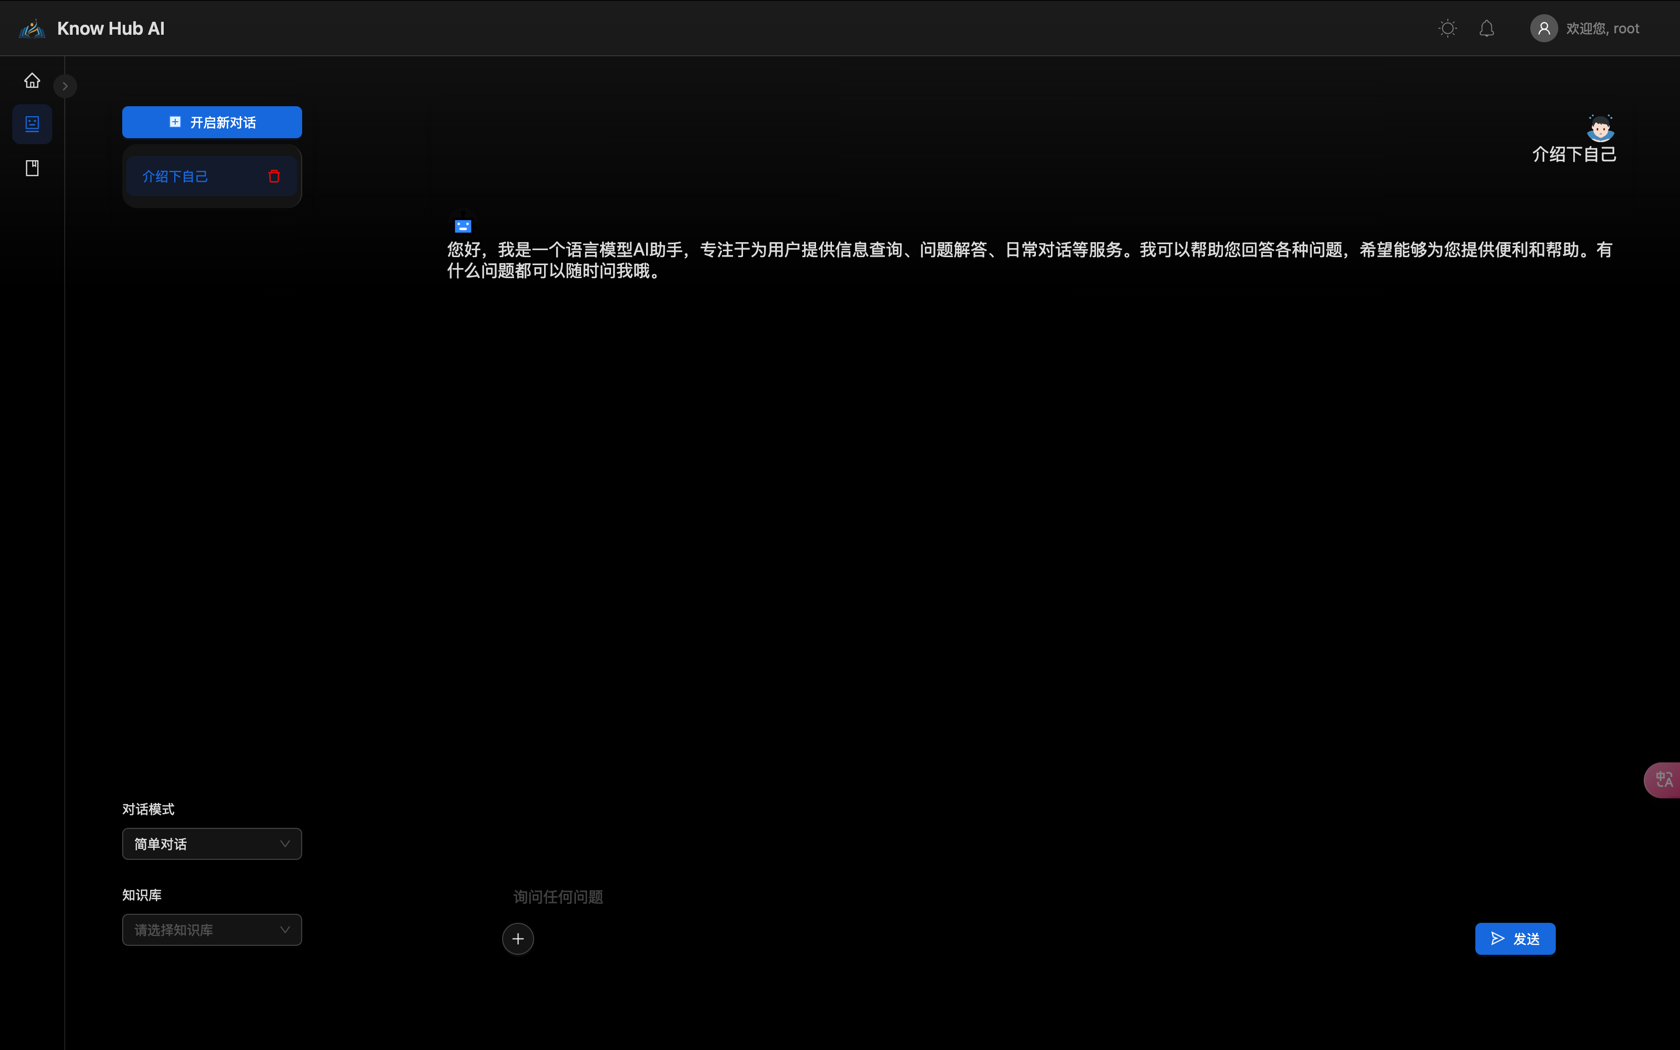 Know Hub AI
欢迎您, root
开启新对话
介绍下自己
介绍下自己
您好，我是一个语言模型AI助手，专注于为用户提供信息查询、问题解答、日常对话等服务。我可以帮助您回答各种问题，希望能够为您提供便利和帮助。有
什么问题都可以随时问我哦。
对话模式
简单对话
知识库
请选择知识库
询问任何问题
发送
中
A